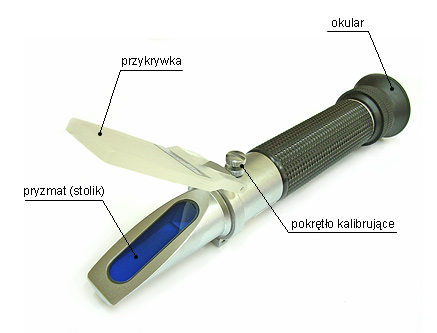 okular
przykrywka
pryzmat (stolik)
pokrętło kalibrujące